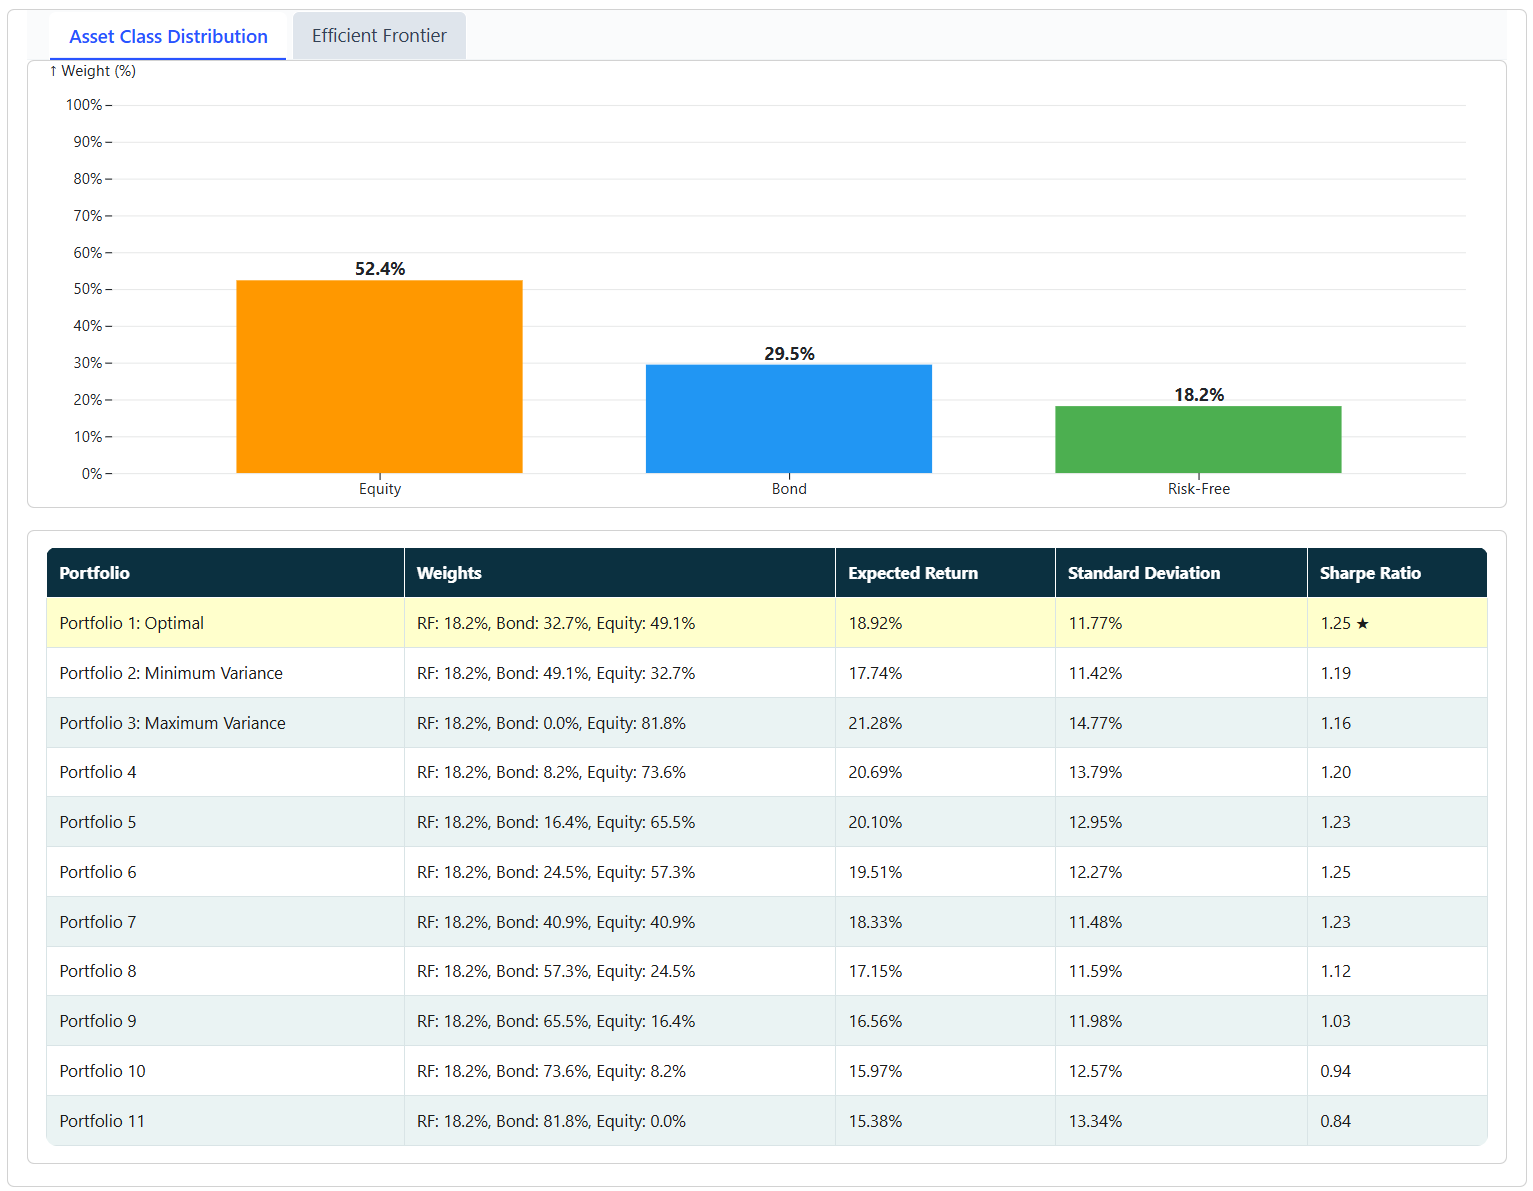 Asset Class Distribution Efficient Frontier
↑ Weight (%)
100%
90%
80%
70%
60%
52.4%
50%
40%
30%
29.5%
20%
18.2%
10%
0%
Equity Bond Risk-Free
Portfolio Weights Expected Return Standard Deviation Sharpe Ratio
Portfolio 1: Optimal RF: 18.2%, Bond: 32.7%, Equity: 49.1% 18.92% 11.77% 1.25 ★
Portfolio 2: Minimum Variance RF: 18.2%, Bond: 49.1%, Equity: 32.7% 17.74% 11.42% 1.19
Portfolio 3: Maximum Variance RF: 18.2%, Bond: 0.0%, Equity: 81.8% 21.28% 14.77% 1.16
Portfolio 4 RF: 18.2%, Bond: 8.2%, Equity: 73.6% 20.69% 13.79% 1.20
Portfolio 5 RF: 18.2%, Bond: 16.4%, Equity: 65.5% 20.10% 12.95% 1.23
Portfolio 6 RF: 18.2%, Bond: 24.5%, Equity: 57.3% 19.51% 12.27% 1.25
Portfolio 7 RF: 18.2%, Bond: 40.9%, Equity: 40.9% 18.33% 11.48% 1.23
Portfolio 8 RF: 18.2%, Bond: 57.3%, Equity: 24.5% 17.15% 11.59% 1.12
Portfolio 9 RF: 18.2%, Bond: 65.5%, Equity: 16.4% 16.56% 11.98% 1.03
Portfolio 10 RF: 18.2%, Bond: 73.6%, Equity: 8.2% 15.97% 12.57% 0.94
Portfolio 11 RF: 18.2%, Bond: 81.8%, Equity: 0.0% 15.38% 13.34% 0.84